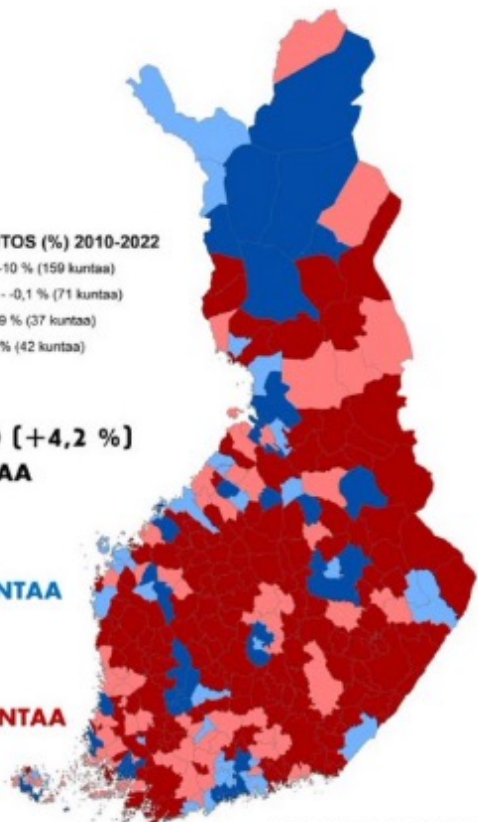 TOS (%) 2010-2022
-10 % (159 kuntaa)
- -0,1 % (71 kuntaa)
9 % (37 kuntaa)
% (42 kuntaa)
(+4,2 %)
AA
NTAA
NTAA